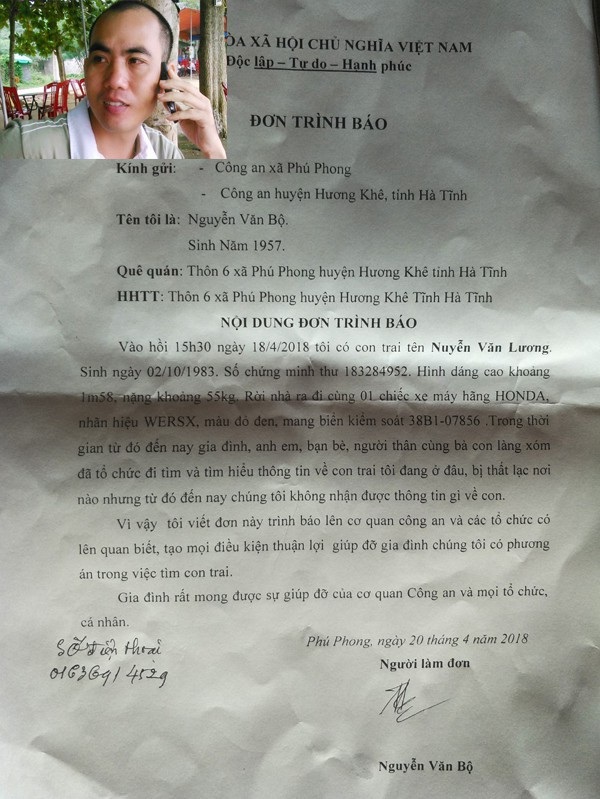 ÒA XÃ HỘI CHỦ NGHĨA VIỆT NAM
Độc lập – Tự do – Hạnh phúc
ĐƠN TRÌNH BÁO
Kính gửi: - Công an xã Phú Phong
- Công an huyện Hương Khê, tỉnh Hà Tĩnh
Tên tôi là: Nguyễn Văn Bộ.
Sinh Năm 1957.
Quê quán: Thôn 6 xã Phú Phong huyện Hương Khê tỉnh Hà Tĩnh
HHTT: Thôn 6 xã Phú Phong huyện Hương Khê Tĩnh Hà Tĩnh
NỘI DUNG ĐƠN TRÌNH BÁO
Vào hồi 15h30 ngày 18/4/2018 tôi có con trai tên Nuyễn Văn Lương.
Sinh ngày 02/10/1983. Số chứng minh thư 183284952. Hình dáng cao khoảng
1m58, nặng khoảng 55kg. Rời nhà ra đi cùng 01 chiếc xe máy hãng HONDA,
nhãn hiệu WERSX, màu đỏ đen, mang biển kiểm soát 38B1-07856 .Trong thời
gian từ đó đến nay gia đình, anh em, bạn bè, người thân cùng bà con làng xóm
đã tổ chức đi tìm và tìm hiểu thông tin về con trai tôi đang ở đâu, bị thất lạc nơi
nào nhưng từ đó đến nay chúng tôi không nhận được thông tin gì về con.
Vì vậy tôi viết đơn này trình báo lên cơ quan công an và các tổ chức có
lên quan biết, tạo mọi điều kiện thuận lợi giúp đỡ gia đình chúng tôi có phương
án trong việc tìm con trai.
Gia đình rất mong được sự giúp đỡ của cơ quan Công an và mọi tổ chức,
cá nhân.
Số điện thoại
01636914529
Phú Phong, ngày 20 tháng 4 năm 2018
Người làm đơn
Nguyễn Văn Bộ